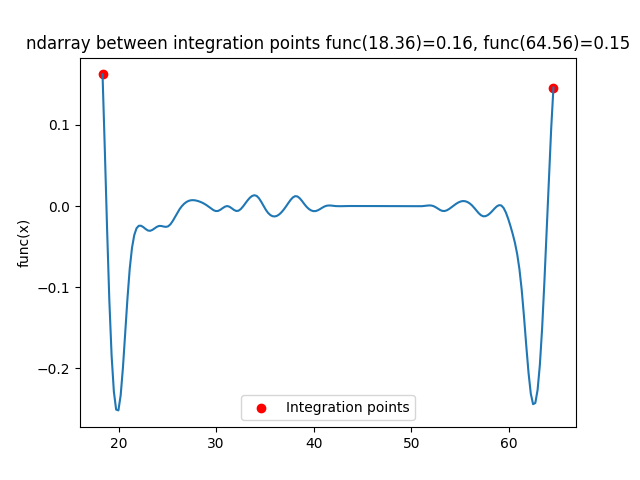 ndarray between integration points func(18.36)=0.16, func(64.56)=0.15
0.1
0.0
−0.1
−0.2
func(x)
Integration points
20 30 40 50 60